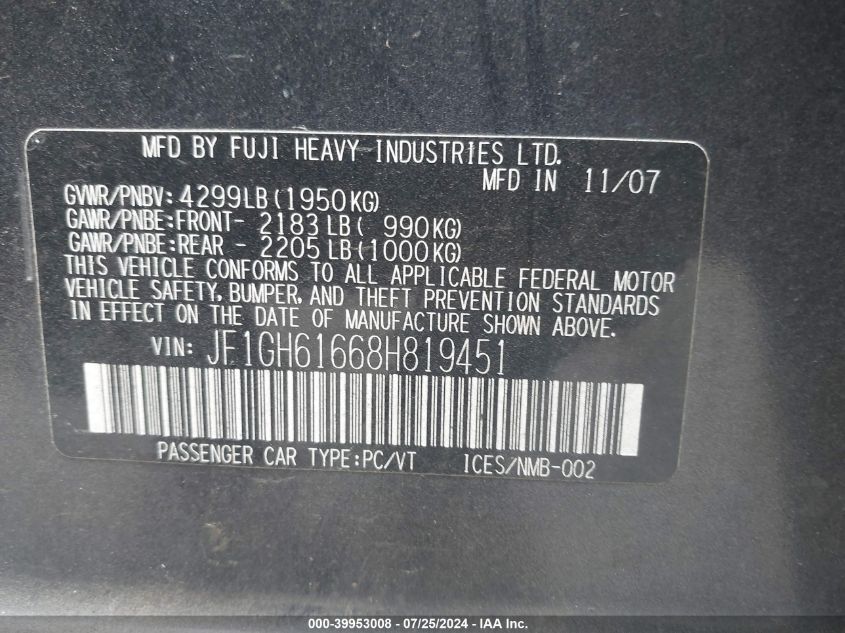 MFD BY FUJI HEAVY INDUSTRIES LTD.
MFD IN 11/07
GVWR/PNBV: 4299LB (1950KG)
GAWR/PNBE:FRONT- 2183LB ( 990KG)
GAWR/PNBE:REAR - 2205LB (1000KG)
THIS VEHICLE CONFORMS TO ALL APPLICABLE FEDERAL MOTOR
VEHICLE SAFETY, BUMPER, AND THEFT PREVENTION STANDARDS
IN EFFECT ON THE DATE OF MANUFACTURE SHOWN ABOVE.
VIN: JF1GH61668H819451
PASSENGER CAR TYPE:PC/VT ICES/NMB-002
000-39953008 - 07/25/2024 - IAA Inc.